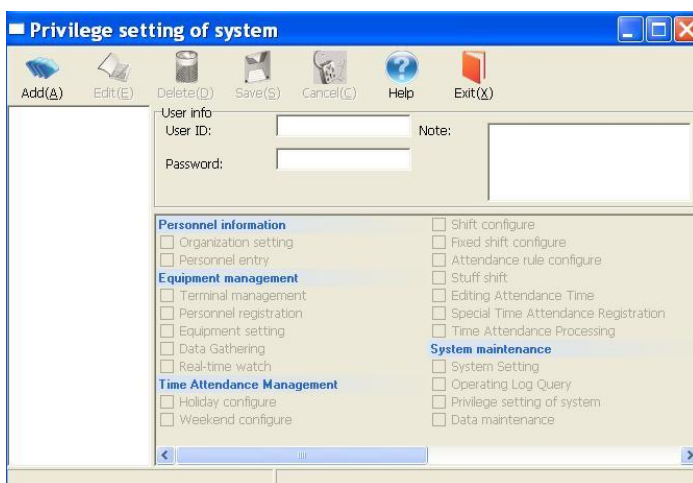 Privilege setting of system
Add(A) Edit(E) Delete(D) Save(S) Cancel(C) Help Exit(X)
User info
User ID:
Note:
Password:
Personnel information
Organization setting
Personnel entry
Equipment management
Terminal management
Personnel registration
Equipment setting
Data Gathering
Real-time watch
Time Attendance Management
Holiday configure
Weekend configure
Shift configure
Fixed shift configure
Attendance rule configure
Stuff shift
Editing Attendance Time
Special Time Attendance Registration
Time Attendance Processing
System maintenance
System Setting
Operating Log Query
Privilege setting of system
Data maintenance